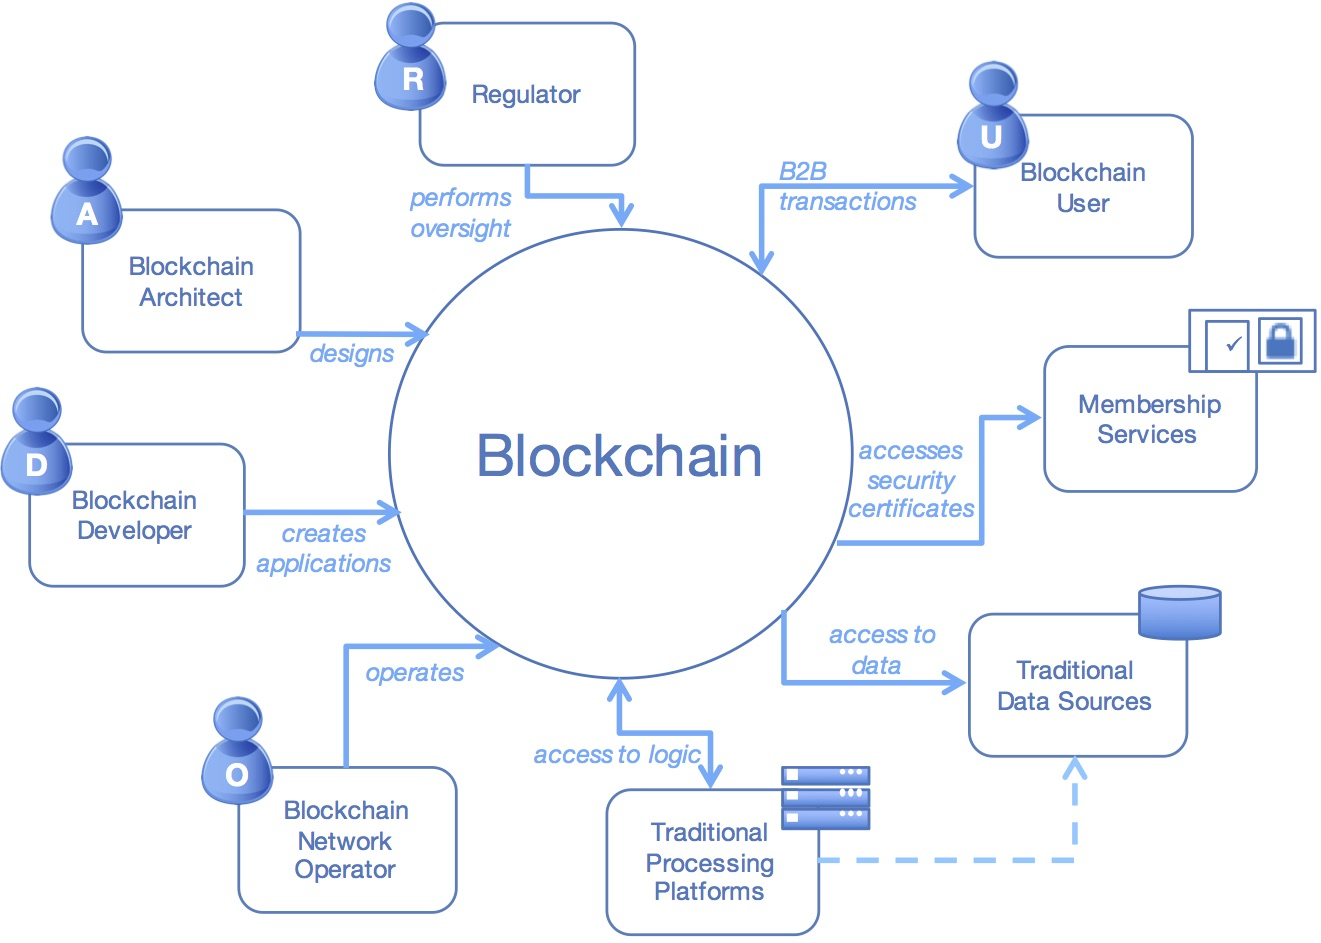 R
Regulator
performs
oversight
U
Blockchain
User
B2B
transactions
A
Blockchain
Architect
designs
✓
Membership
Services
accesses
security
certificates
Blockchain
D
Blockchain
Developer
creates
applications
access to
data
Traditional
Data Sources
operates
O
Blockchain
Network
Operator
access to logic
Traditional
Processing
Platforms